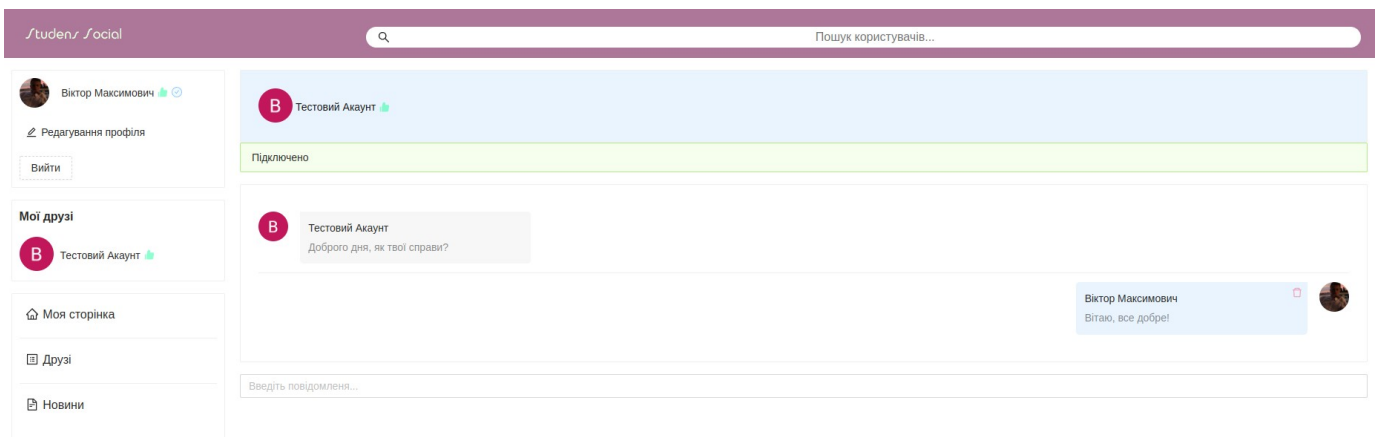 Studens Social
Пошук користувачів...
Віктор Максимович
Редагування профіля
Вийти
Мої друзі
В
Тестовий Акаунт
Моя сторінка
Друзі
Новини
В
Тестовий Акаунт
Підключено
В
Тестовий Акаунт
Доброго дня, як твої справи?
Віктор Максимович
Вітаю, все добре!
Введіть повідомленя...